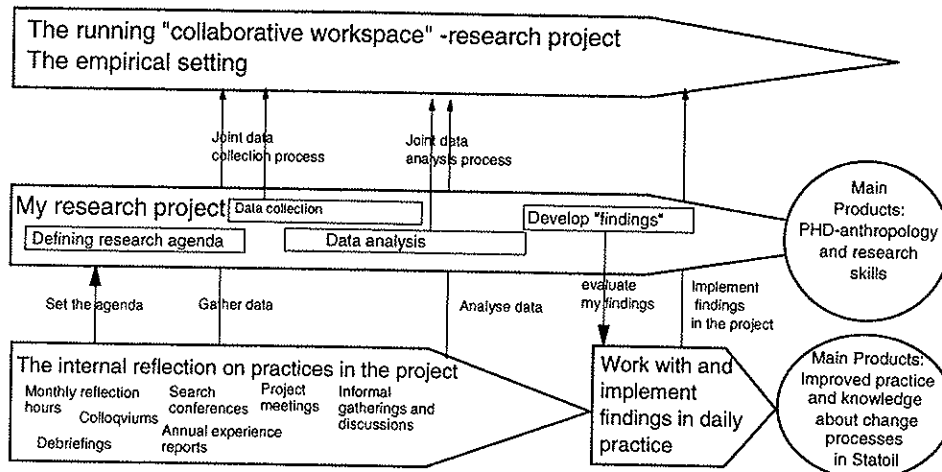 The running "collaborative workspace" -research project
The empirical setting
Joint data
collection process
Joint data
analysis process
My research project
Data collection
Defining research agenda
Data analysis
Develop "findings"
Main
Products:
PHD-anthropology
and research
skills
Set the agenda
Gather data
Analyse data
evaluate
my findings
Implement
findings
in the project
The internal reflection on practices in the project
Monthly reflection
hours
Colloqviums
Debriefings
Search
conferences
Annual experience
reports
Project
meetings
Informal
gatherings and
discussions
Work with and
implement
findings in daily
practice
Main Products:
Improved practice
and knowledge
about change
processes
in Statoil